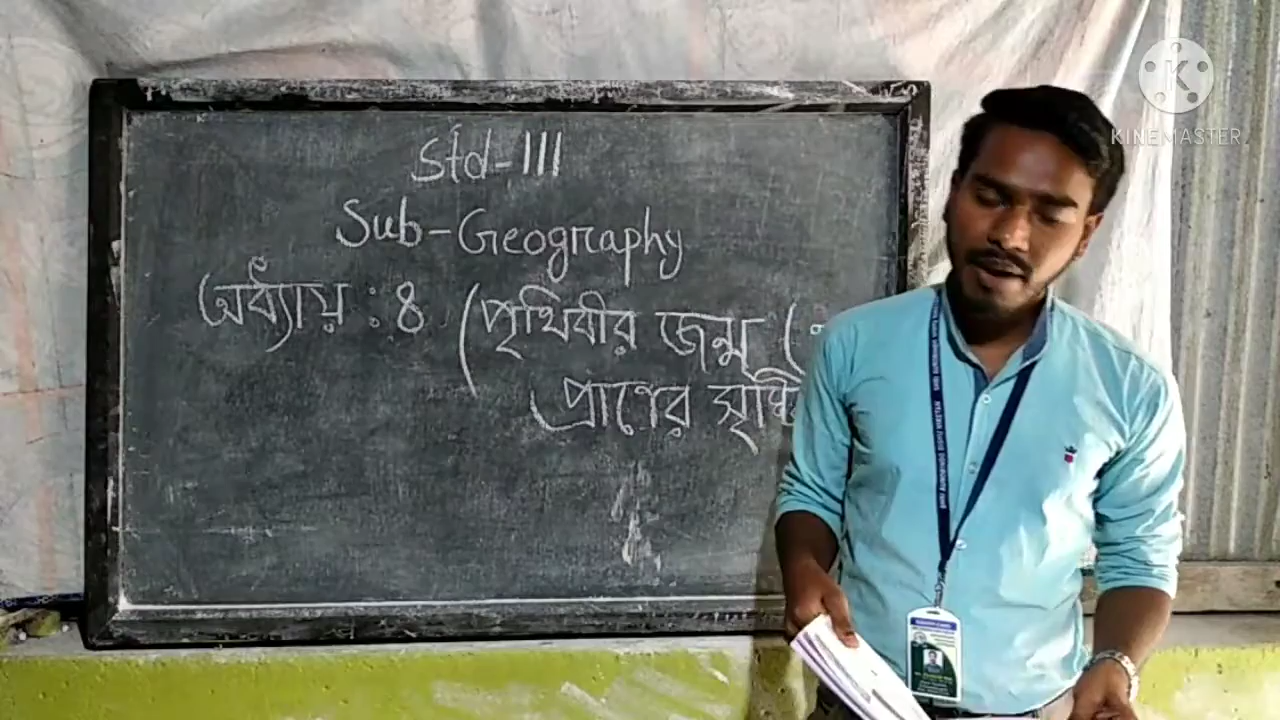 Std-III
Sub-Geography
অধ্যায় : ৪ (পৃথিবীর জন্ম (
প্রাণের সৃষ্টি
KINEMASTER